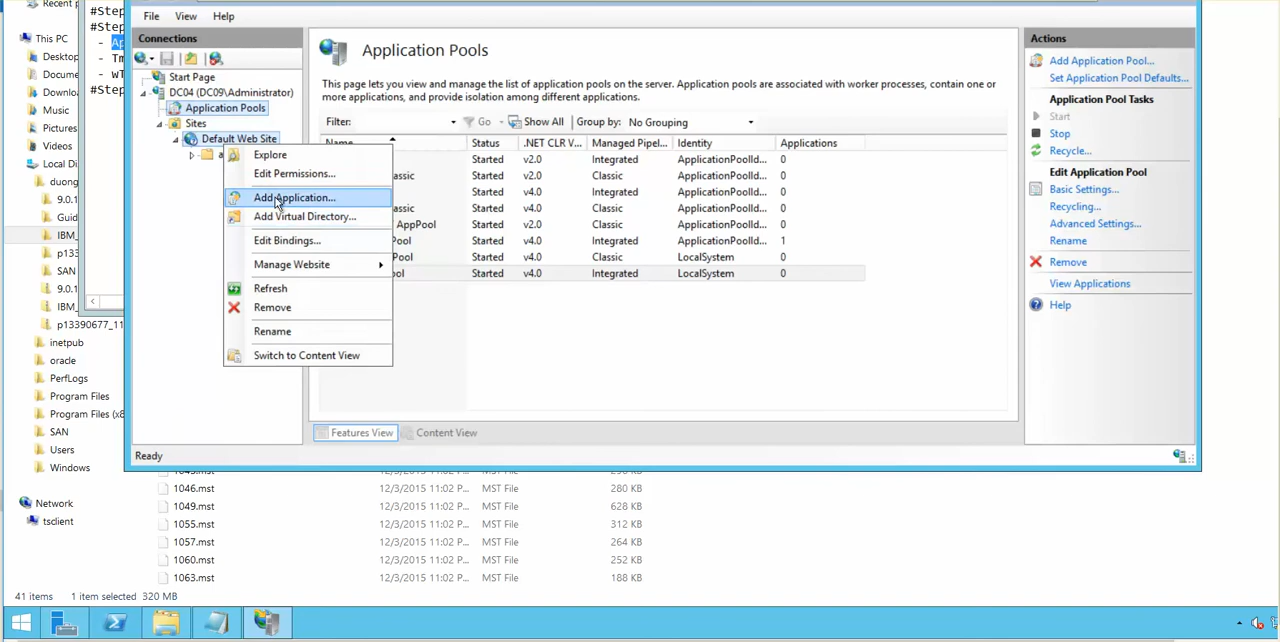 Recent p
This PC
Desktop
Docume
Downlo
Music
Pictures
Videos
Local Di
duong
9.0.1
Guid
IBM_
p13
SAN
9.0.1
IBM_
p13390677_11
inetpub
oracle
PerfLogs
Program Files
Program Files (x8
SAN
Users
Windows
Network
tsclient
#Step
#Step
- Ap
- Tm
- wT
#Step
File View Help
Connections
Start Page
DC04 (DC09\Administrator)
Application Pools
Sites
Default Web Site
a
Explore
Edit Permissions...
Add Application...
Add Virtual Directory...
Edit Bindings...
Manage Website
Refresh
Remove
Rename
Switch to Content View
Application Pools
This page lets you view and manage the list of application pools on the server. Application pools are associated with worker processes, contain one or
more applications, and provide isolation among different applications.
Filter: Go Show All Group by: No Grouping
Name Status .NET CLR V... Managed Pipel... Identity Applications
Started v2.0 Integrated ApplicationPoolId... 0
assic Started v2.0 Classic ApplicationPoolId... 0
Started v4.0 Integrated ApplicationPoolId... 0
assic Started v4.0 Classic ApplicationPoolId... 0
AppPool Started v2.0 Classic ApplicationPoolId... 0
Pool Started v4.0 Integrated ApplicationPoolId... 1
Pool Started v4.0 Classic LocalSystem 0
ool Started v4.0 Integrated LocalSystem 0
Features View Content View
Ready
Actions
Add Application Pool...
Set Application Pool Defaults...
Application Pool Tasks
Start
Stop
Recycle...
Edit Application Pool
Basic Settings...
Recycling...
Advanced Settings...
Rename
Remove
View Applications
Help
1046.mst 12/3/2015 11:02 P... MST File 280 KB
1049.mst 12/3/2015 11:02 P... MST File 628 KB
1055.mst 12/3/2015 11:02 P... MST File 312 KB
1057.mst 12/3/2015 11:02 P... MST File 264 KB
1060.mst 12/3/2015 11:02 P... MST File 252 KB
1063.mst 12/3/2015 11:02 P... MST File 188 KB
41 items 1 item selected 320 MB